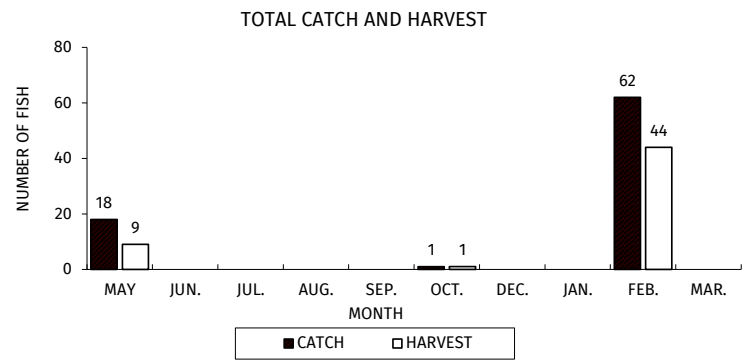 TOTAL CATCH AND HARVEST
NUMBER OF FISH
80
60
40
20
0
18
9
1
1
62
44
MAY JUN. JUL. AUG. SEP. OCT. DEC. JAN. FEB. MAR.
MONTH
CATCH HARVEST